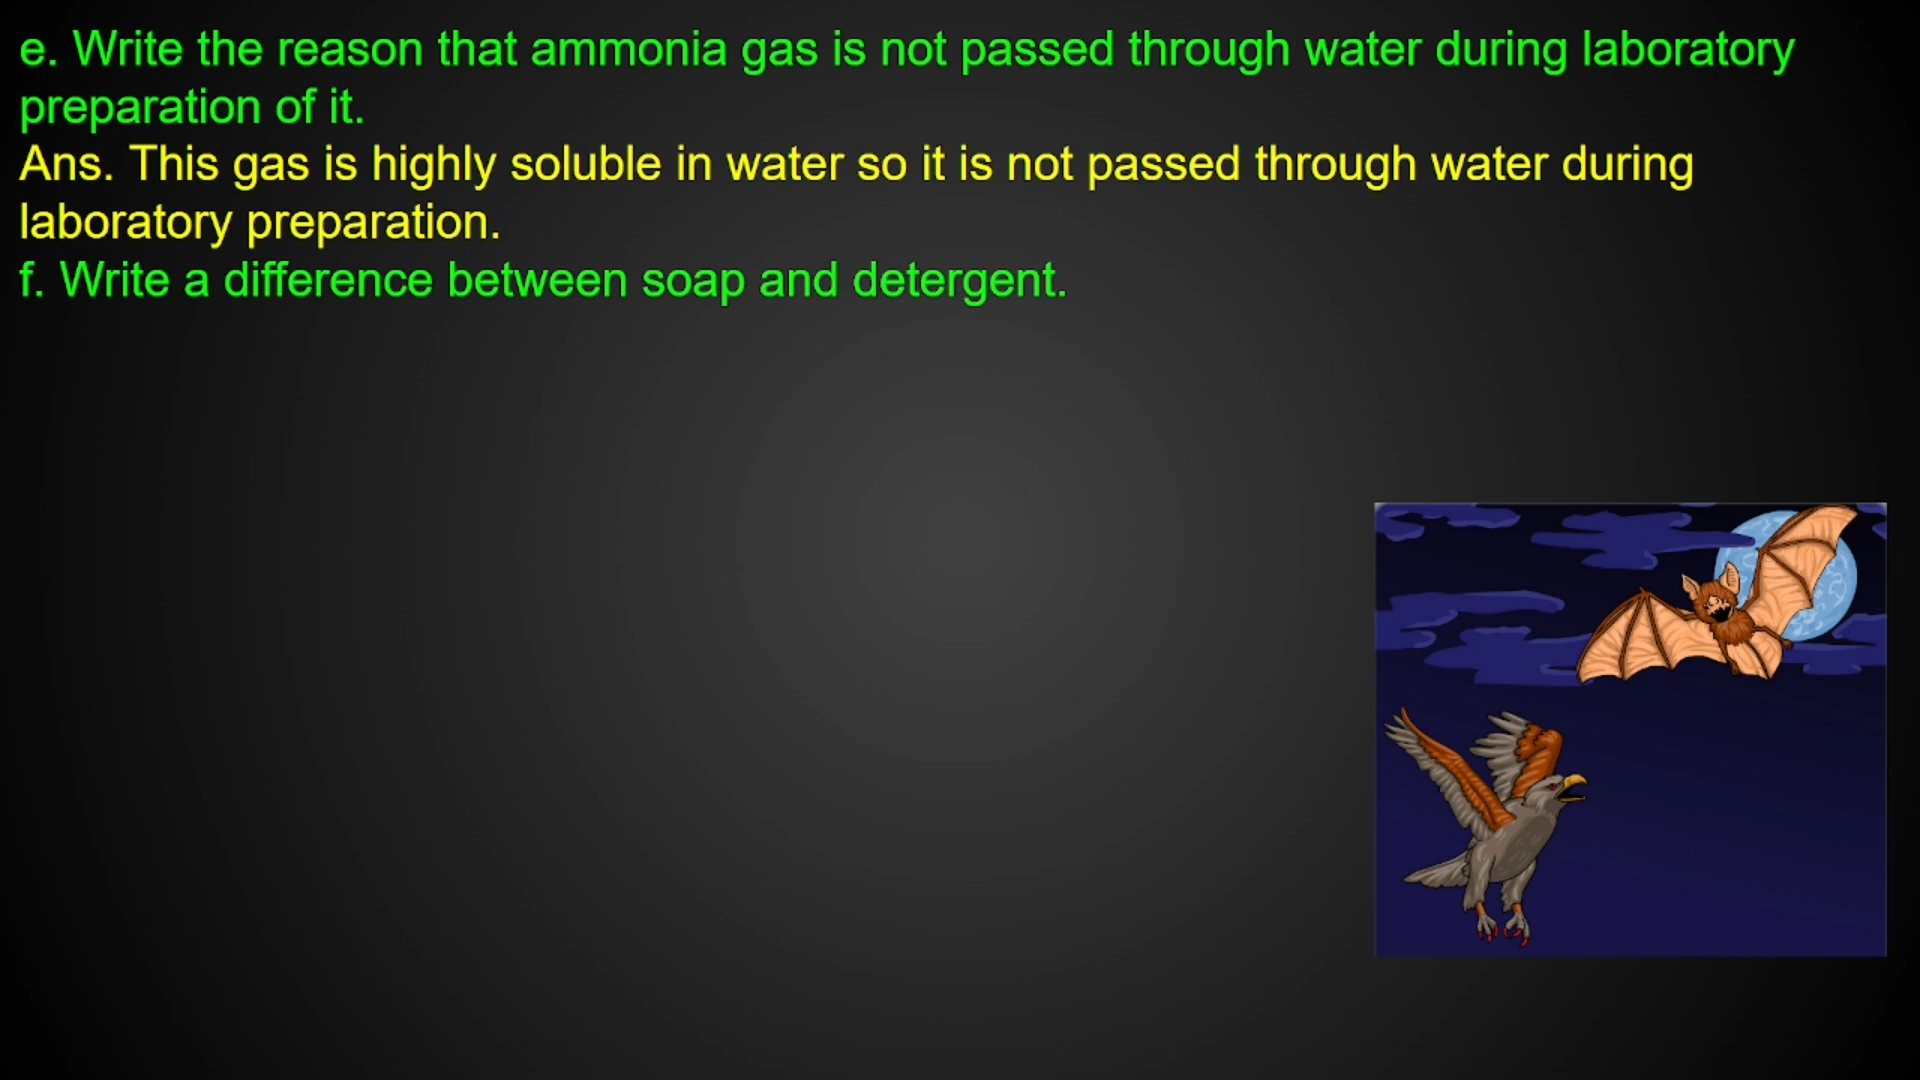 e. Write the reason that ammonia gas is not passed through water during laboratory
preparation of it.
Ans. This gas is highly soluble in water so it is not passed through water during
laboratory preparation.
f. Write a difference between soap and detergent.